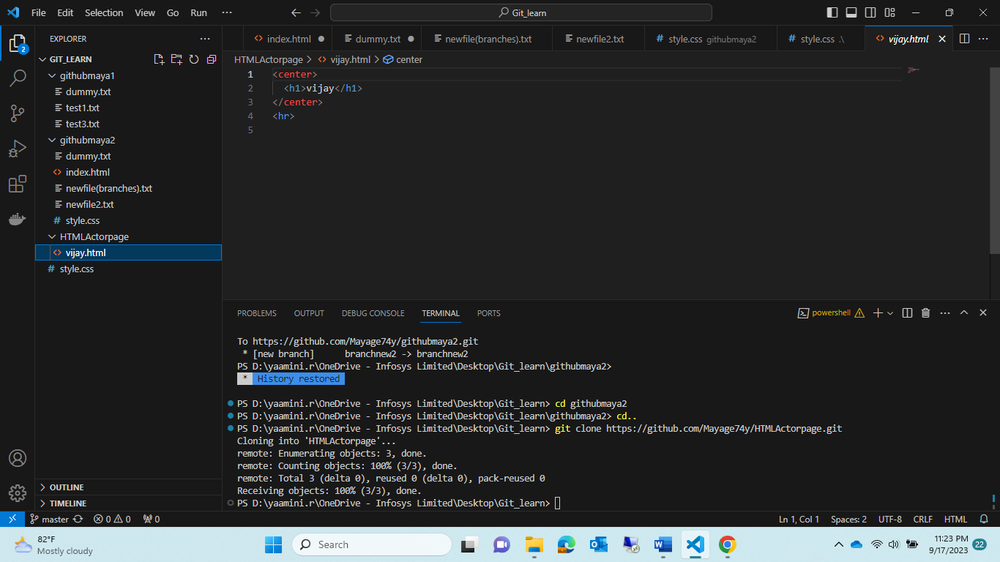 File Edit Selection View Go Run ··· Git_learn
EXPLORER ···
index.html dummy.txt newfile(branches).txt newfile2.txt style.css githubmaya2 style.css .\ vijay.html ···
GIT_LEARN
githubmaya1
dummy.txt
test1.txt
test3.txt
githubmaya2
dummy.txt
index.html
newfile(branches).txt
newfile2.txt
style.css
HTMLActorpage
vijay.html
style.css
OUTLINE
TIMELINE
2
HTMLActorpage > vijay.html > center
1 <center>
2 <h1>vijay</h1>
3 </center>
4 <hr>
5
PROBLEMS OUTPUT DEBUG CONSOLE TERMINAL PORTS powershell ···
To https://github.com/Mayage74y/githubmaya2.git
* [new branch] branchnew2 -> branchnew2
PS D:\yaamini.r\OneDrive - Infosys Limited\Desktop\Git_learn\githubmaya2>
* History restored
PS D:\yaamini.r\OneDrive - Infosys Limited\Desktop\Git_learn> cd githubmaya2
PS D:\yaamini.r\OneDrive - Infosys Limited\Desktop\Git_learn\githubmaya2> cd..
PS D:\yaamini.r\OneDrive - Infosys Limited\Desktop\Git_learn> git clone https://github.com/Mayage74y/HTMLActorpage.git
Cloning into 'HTMLActorpage'...
remote: Enumerating objects: 3, done.
remote: Counting objects: 100% (3/3), done.
remote: Total 3 (delta 0), reused 0 (delta 0), pack-reused 0
Receiving objects: 100% (3/3), done.
PS D:\yaamini.r\OneDrive - Infosys Limited\Desktop\Git_learn>
master 0 0 0 Ln 1, Col 1 Spaces: 2 UTF-8 CRLF HTML
82°F
Mostly cloudy
Search
11:23 PM
9/17/2023
22